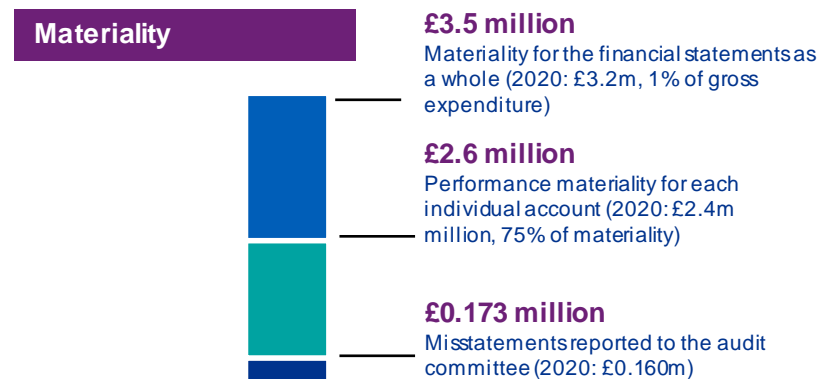 Materiality
£3.5 million
Materiality for the financial statements as
a whole (2020: £3.2m, 1% of gross
expenditure)
£2.6 million
Performance materiality for each
individual account (2020: £2.4m
million, 75% of materiality)
£0.173 million
Misstatements reported to the audit
committee (2020: £0.160m)